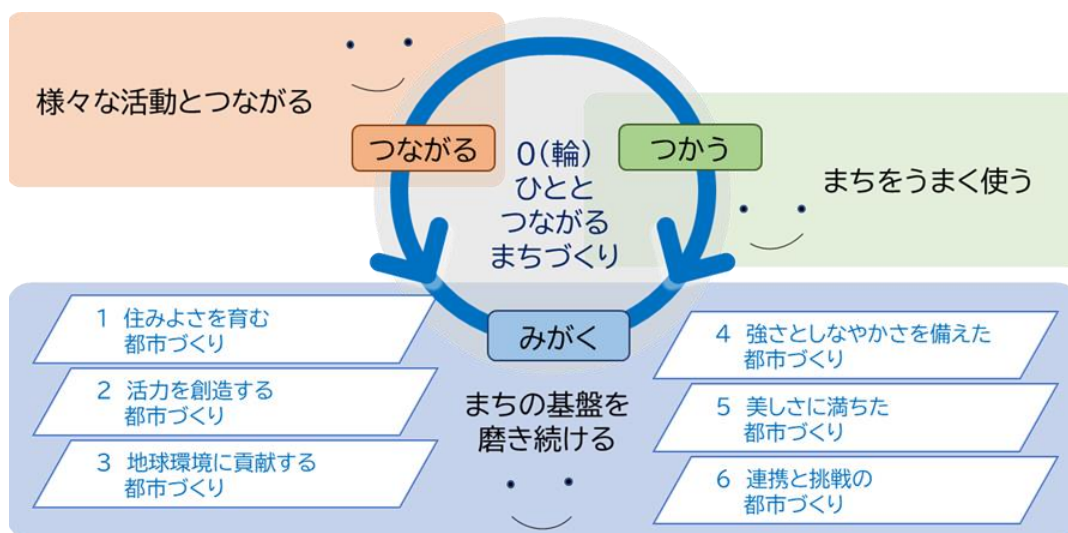 様々な活動とつながる
つながる
つかう
0(輪)
ひとと
つながる
まちづくり
まちをうまく使う
みがく
まちの基盤を
磨き続ける
1 住みよさを育む
都市づくり
2 活力を創造する
都市づくり
3 地球環境に貢献する
都市づくり
4 強さとしなやかさを備えた
都市づくり
5 美しさに満ちた
都市づくり
6 連携と挑戦の
都市づくり